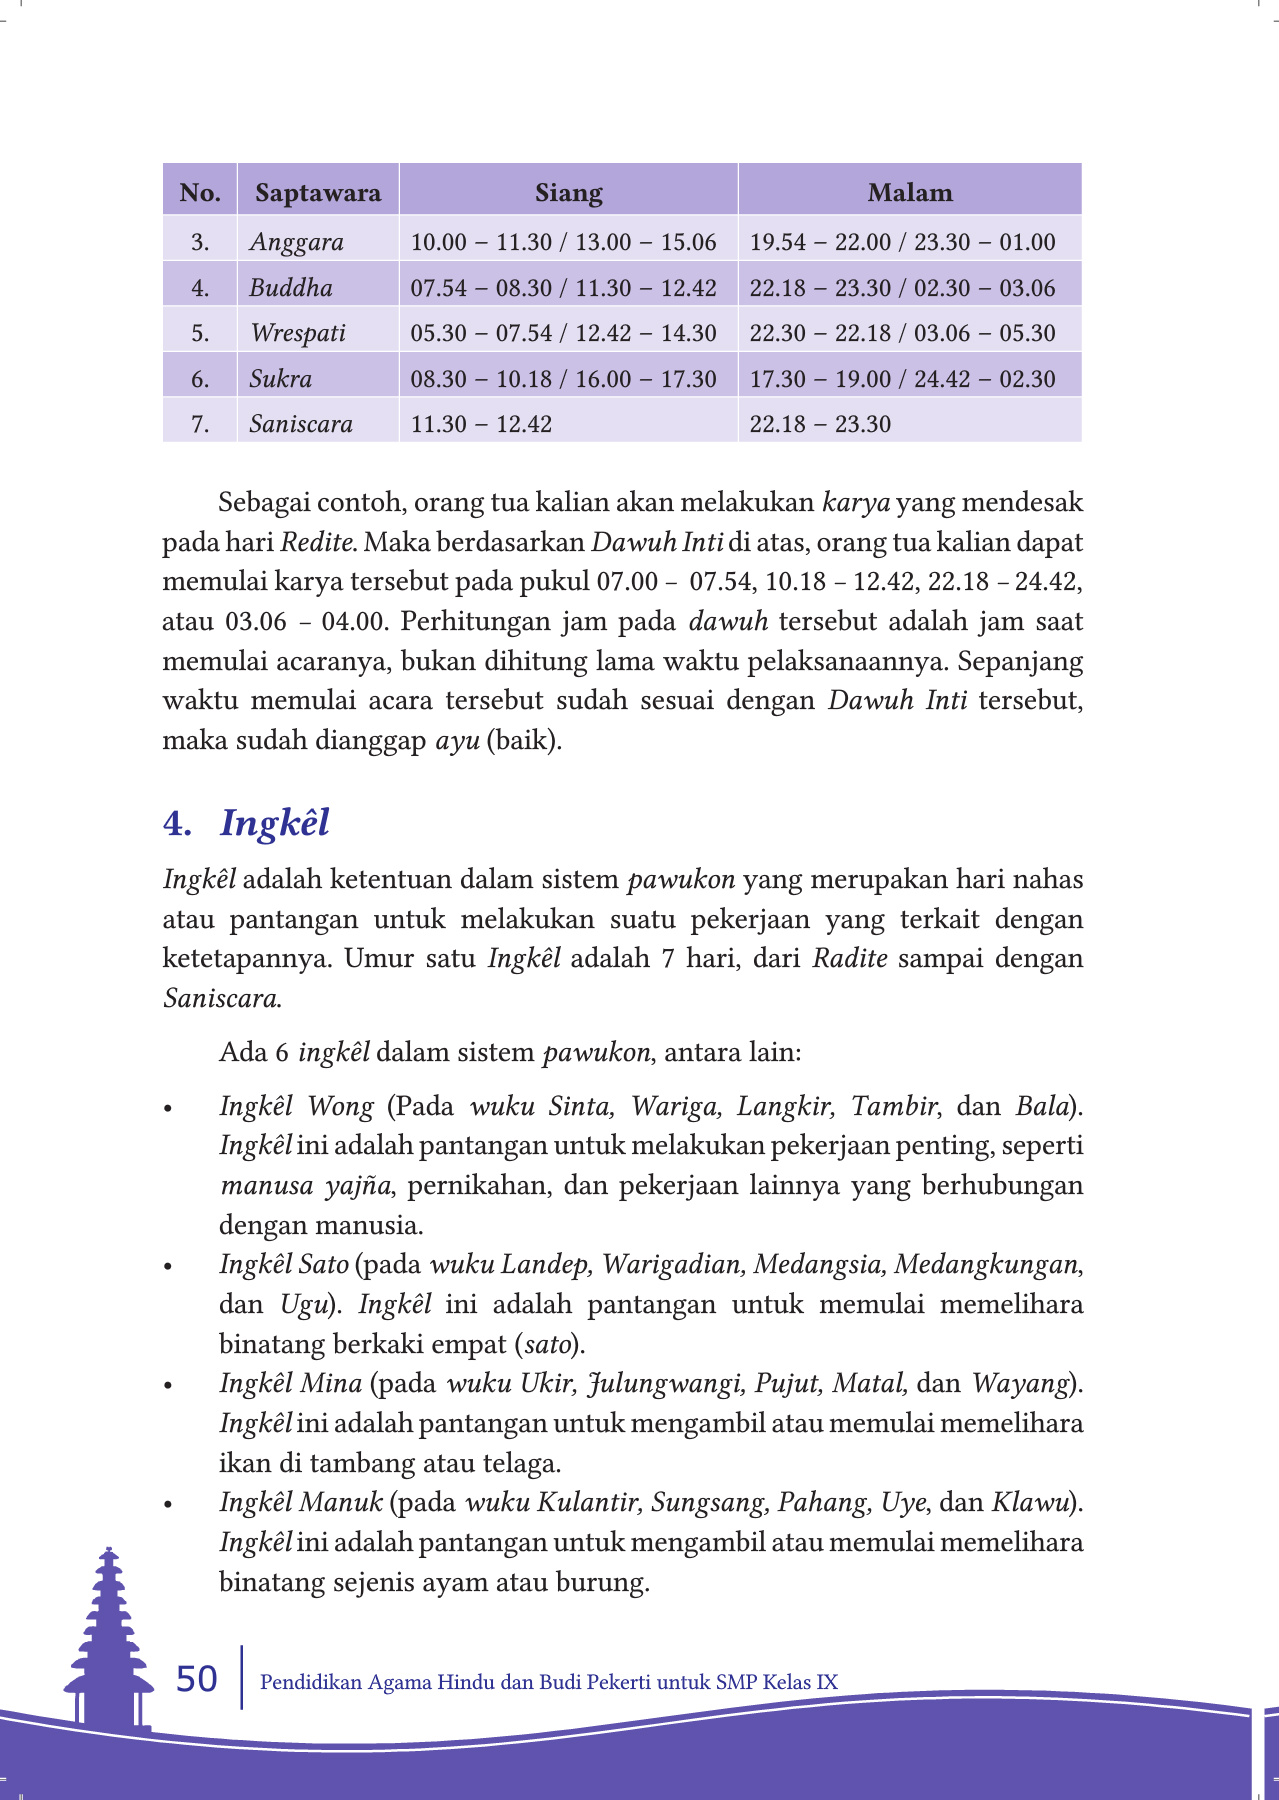 No. Saptawara Siang Malam
3. Anggara 10.00 – 11.30 / 13.00 – 15.06 19.54 – 22.00 / 23.30 – 01.00
4. Buddha 07.54 – 08.30 / 11.30 – 12.42 22.18 – 23.30 / 02.30 – 03.06
5. Wrespati 05.30 – 07.54 / 12.42 – 14.30 22.30 – 22.18 / 03.06 – 05.30
6. Sukra 08.30 – 10.18 / 16.00 – 17.30 17.30 – 19.00 / 24.42 – 02.30
7. Saniscara 11.30 – 12.42 22.18 – 23.30
Sebagai contoh, orang tua kalian akan melakukan karya yang mendesak
pada hari Redite. Maka berdasarkan Dawuh Inti di atas, orang tua kalian dapat
memulai karya tersebut pada pukul 07.00 – 07.54, 10.18 – 12.42, 22.18 – 24.42,
atau 03.06 – 04.00. Perhitungan jam pada dawuh tersebut adalah jam saat
memulai acaranya, bukan dihitung lama waktu pelaksanaannya. Sepanjang
waktu memulai acara tersebut sudah sesuai dengan Dawuh Inti tersebut,
maka sudah dianggap ayu (baik).
4. Ingkêl
Ingkêl adalah ketentuan dalam sistem pawukon yang merupakan hari nahas
atau pantangan untuk melakukan suatu pekerjaan yang terkait dengan
ketetapannya. Umur satu Ingkêl adalah 7 hari, dari Radite sampai dengan
Saniscara.
Ada 6 ingkêl dalam sistem pawukon, antara lain:
• Ingkêl Wong (Pada wuku Sinta, Wariga, Langkir, Tambir, dan Bala).
Ingkêl ini adalah pantangan untuk melakukan pekerjaan penting, seperti
manusa yajña, pernikahan, dan pekerjaan lainnya yang berhubungan
dengan manusia.
• Ingkêl Sato (pada wuku Landep, Warigadian, Medangsia, Medangkungan,
dan Ugu). Ingkêl ini adalah pantangan untuk memulai memelihara
binatang berkaki empat (sato).
• Ingkêl Mina (pada wuku Ukir, Julungwangi, Pujut, Matal, dan Wayang).
Ingkêl ini adalah pantangan untuk mengambil atau memulai memelihara
ikan di tambang atau telaga.
• Ingkêl Manuk (pada wuku Kulantir, Sungsang, Pahang, Uye, dan Klawu).
Ingkêl ini adalah pantangan untuk mengambil atau memulai memelihara
binatang sejenis ayam atau burung.
50 Pendidikan Agama Hindu dan Budi Pekerti untuk SMP Kelas IX